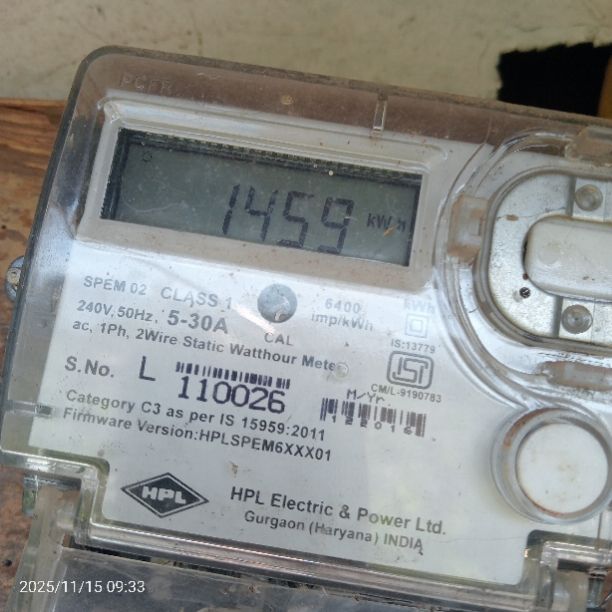 1459 kWh
SPEM 02 CLASS 1 6400 imp/kWh kWh
240V, 50Hz, 5-30A CAL
ac, 1Ph, 2Wire Static Watthour Meter
IS:13779
ISI
CM/L-9190783
S.No. L 110026 M/Yr.
Category C3 as per IS 15959:2011
Firmware Version:HPLSPEM6XXX01
HPL
HPL Electric & Power Ltd.
Gurgaon (Haryana) INDIA
2025/11/15 09:33